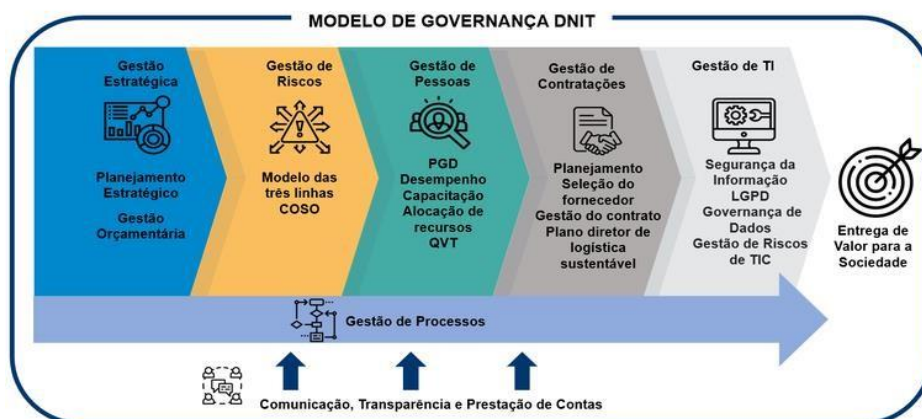 MODELO DE GOVERNANÇA DNIT
Gestão
Estratégica
Planejamento
Estratégico
Gestão
Orçamentária
Gestão de
Riscos
Modelo das
três linhas
COSO
Gestão de
Pessoas
PGD
Desempenho
Capacitação
Alocação de
recursos
QVT
Gestão de
Contratações
Planejamento
Seleção do
fornecedor
Gestão do contrato
Plano diretor de
logística
sustentável
Gestão de TI
Segurança da
Informação
LGPD
Governança de
Dados
Gestão de Riscos
de TIC
Entrega de
Valor para a
Sociedade
Gestão de Processos
Comunicação, Transparência e Prestação de Contas